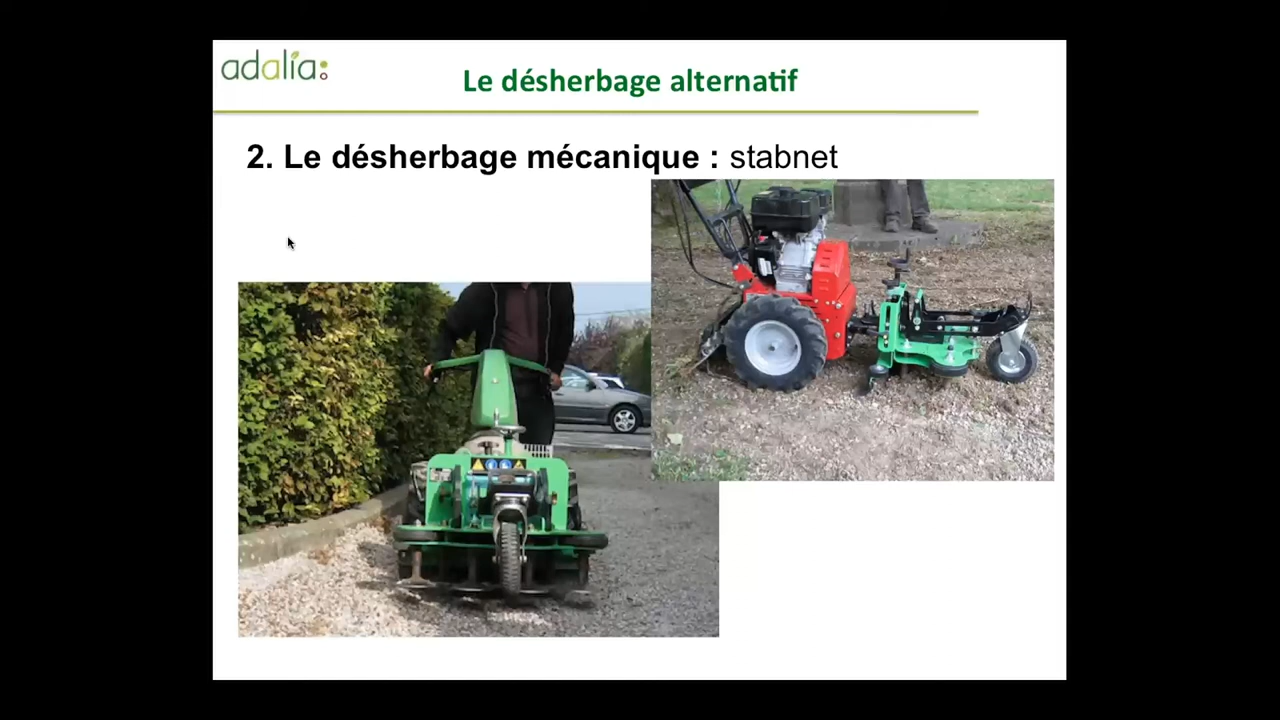 adalia
Le désherbage alternatif
2. Le désherbage mécanique : stabnet